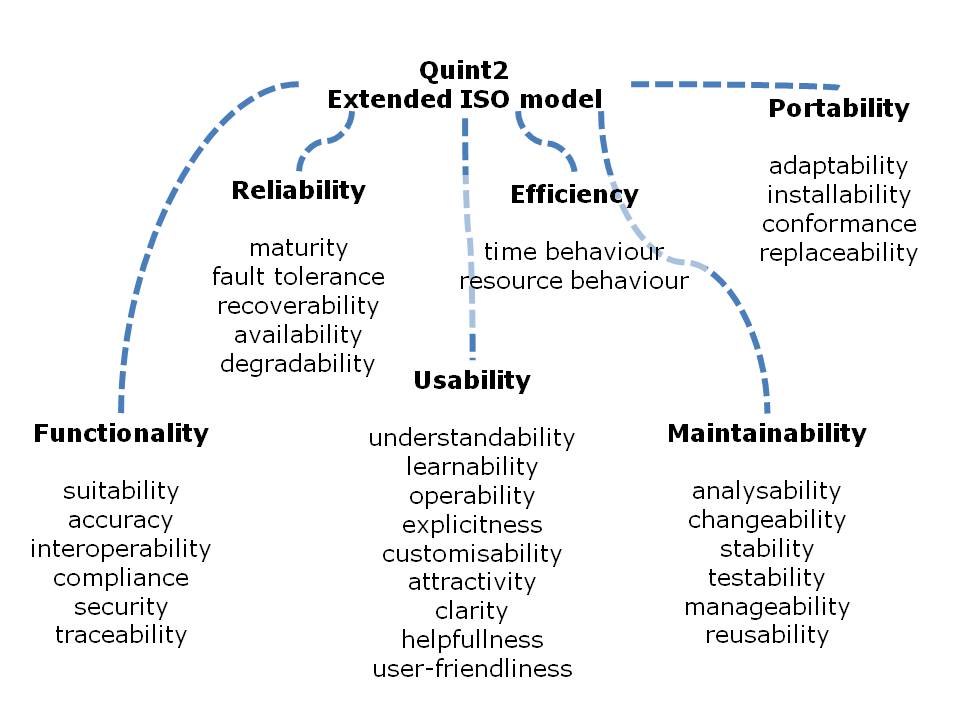 Quint2
Extended ISO model
Portability
adaptability
installability
conformance
replaceability
Reliability
maturity
fault tolerance
recoverability
availability
degradability
Efficiency
time behaviour
resource behaviour
Usability
understandability
learnability
operability
explicitness
customisability
attractivity
clarity
helpfullness
user-friendliness
Functionality
suitability
accuracy
interoperability
compliance
security
traceability
Maintainability
analysability
changeability
stability
testability
manageability
reusability